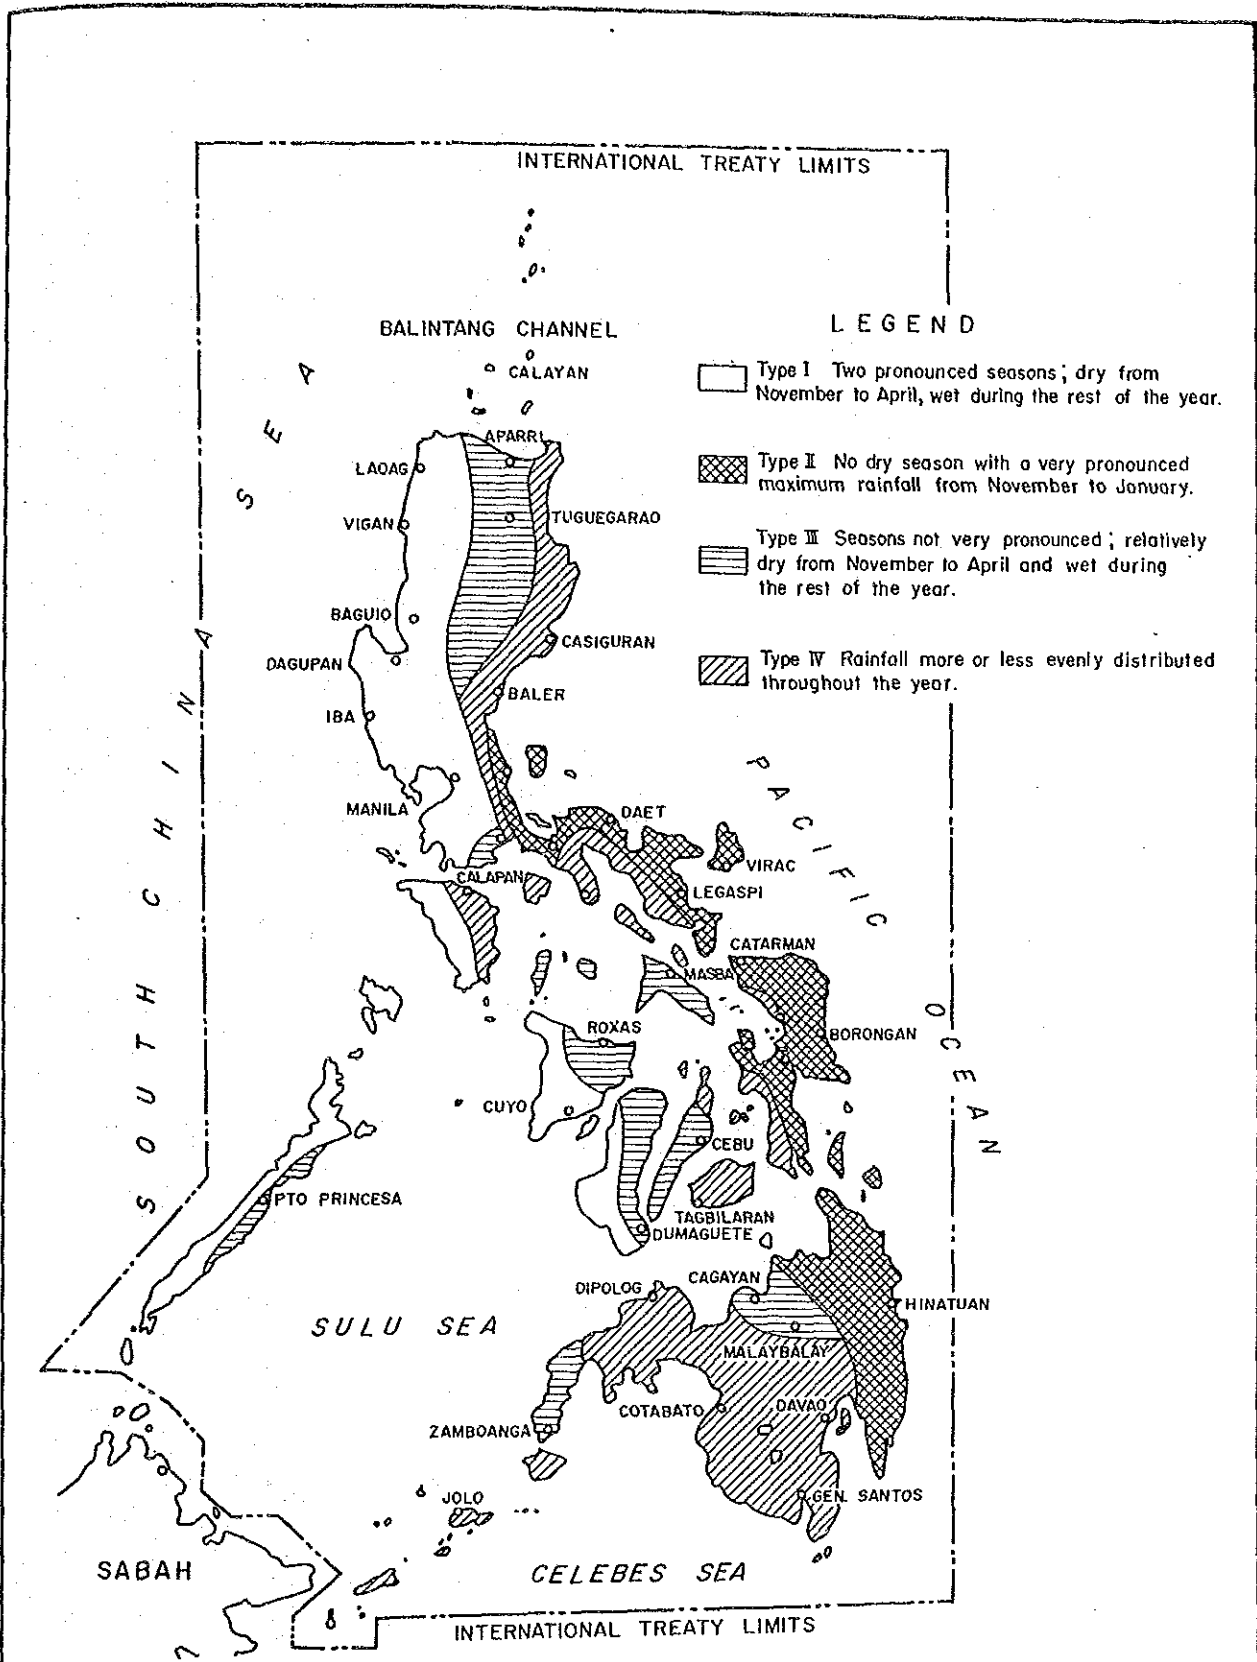 INTERNATIONAL TREATY LIMITS
BALINTANG CHANNEL
CALAYAN
LEGEND
Type I Two pronounced seasons; dry from
November to April, wet during the rest of the year.
Type II No dry season with a very pronounced
maximum rainfall from November to January.
Type III Seasons not very pronounced; relatively
dry from November to April and wet during
the rest of the year.
Type IV Rainfall more or less evenly distributed
throughout the year.
SOUTH CHINA SEA
APARRI
LAOAG
VIGAN
TUGUEGARAO
BAGUIO
CASIGURAN
DAGUPAN
BALER
IBA
PACIFIC OCEAN
MANILA
DAET
VIRAC
CALAPAN
LEGASPI
CATARMAN
MASBA
ROXAS
BORONGAN
CUYO
CEBU
PTO PRINCESA
TAGBILARAN
DUMAGUETE
CAGAYAN
DIPOLOG
HINATUAN
SULU SEA
MALAYBALAY
COTABATO
DAVAO
ZAMBOANGA
JOLO
GEN. SANTOS
SABAH
CELEBES SEA
INTERNATIONAL TREATY LIMITS